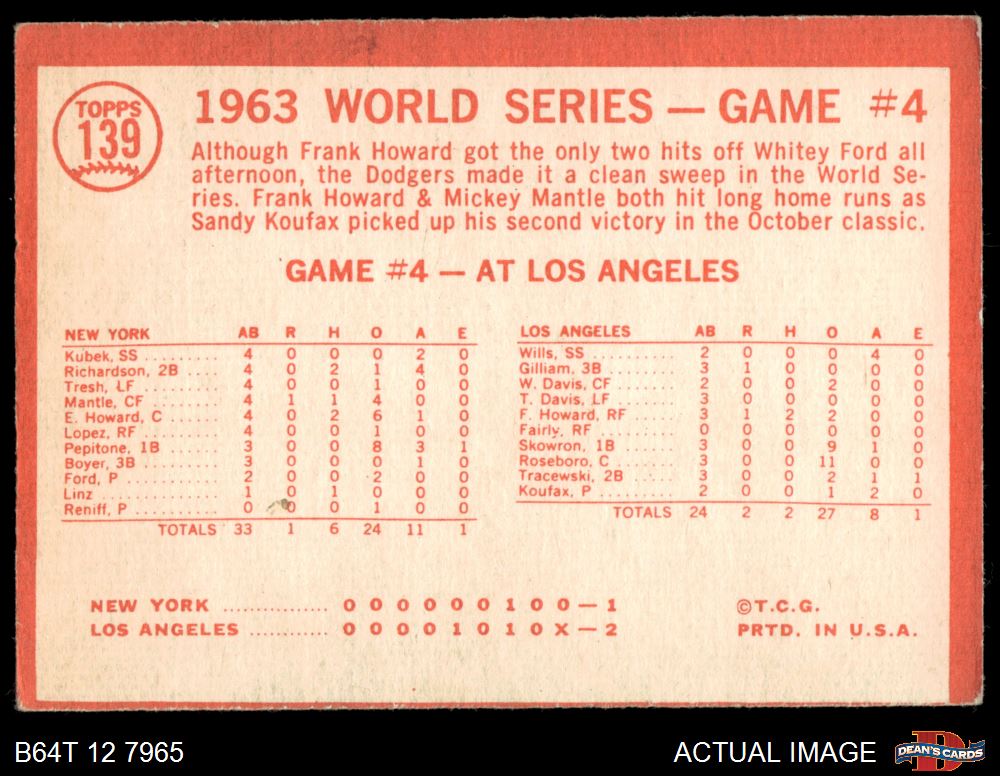 TOPPS
139
1963 WORLD SERIES — GAME #4
Although Frank Howard got the only two hits off Whitey Ford all
afternoon, the Dodgers made it a clean sweep in the World Se-
ries. Frank Howard & Mickey Mantle both hit long home runs as
Sandy Koufax picked up his second victory in the October classic.
GAME #4 — AT LOS ANGELES
NEW YORK AB R H O A E
Kubek, SS ......... 4 0 0 0 2 0
Richardson, 2B .... 4 0 2 1 4 0
Tresh, LF ......... 4 0 0 1 0 0
Mantle, CF ........ 4 1 1 4 0 0
E. Howard, C ...... 4 0 2 6 1 0
Lopez, RF ......... 4 0 0 1 0 0
Pepitone, 1B ...... 3 0 0 8 3 1
Boyer, 3B ......... 3 0 0 0 1 0
Ford, P ........... 2 0 0 2 0 0
Linz .............. 1 0 1 0 0 0
Reniff, P ......... 0 0 0 1 0 0
TOTALS 33 1 6 24 11 1
LOS ANGELES AB R H O A E
Wills, SS ......... 2 0 0 0 4 0
Gilliam, 3B ....... 3 1 0 0 0 0
W. Davis, CF ...... 2 0 0 2 0 0
T. Davis, LF ...... 3 0 0 0 0 0
F. Howard, RF ..... 3 1 2 2 0 0
Fairly, RF ........ 0 0 0 0 0 0
Skowron, 1B ....... 3 0 0 9 1 0
Roseboro, C ....... 3 0 0 11 0 0
Tracewski, 2B ..... 3 0 0 2 1 1
Koufax, P ......... 2 0 0 1 2 0
TOTALS 24 2 2 27 8 1
NEW YORK ............... 0 0 0 0 0 0 1 0 0 — 1
LOS ANGELES ........... 0 0 0 0 1 0 1 0 X — 2
©T.C.G.
PRTD. IN U.S.A.
B64T 12 7965
ACTUAL IMAGE
D
DEAN'S CARDS